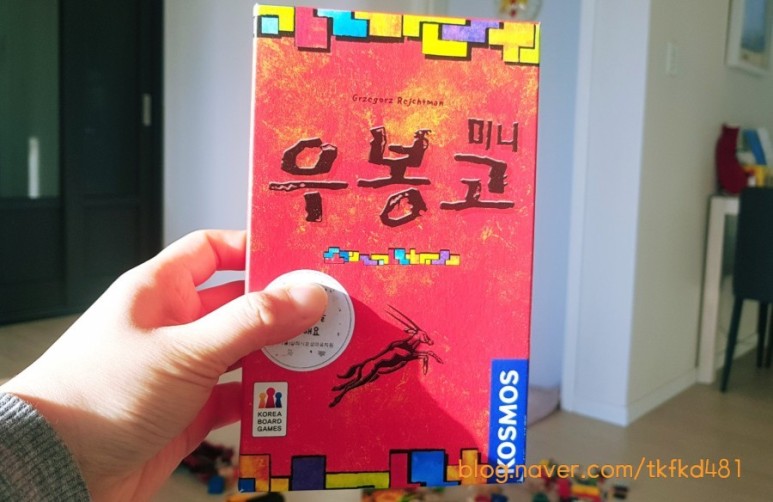 Grzegorz Rejchtman
미니
우봉고
KOREA
BOARD
GAMES
KOSMOS
blog.naver.com/tkfkd481